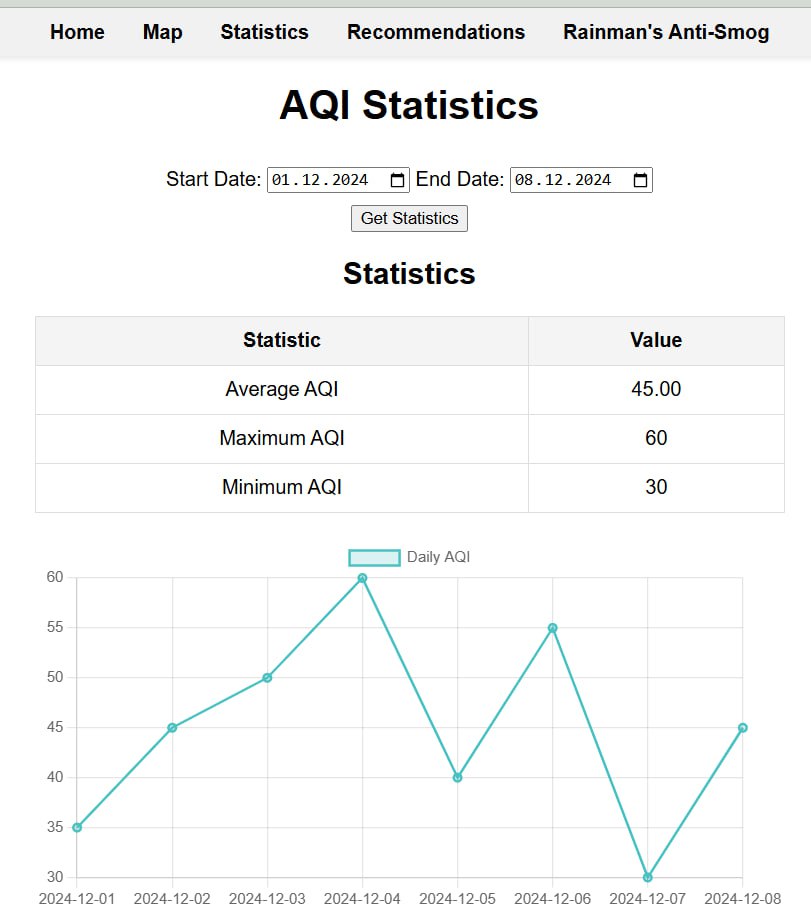 Home Map Statistics Recommendations Rainman's Anti-Smog
AQI Statistics
Start Date: 01.12.2024 End Date: 08.12.2024
Get Statistics
Statistics
Statistic Value
Average AQI 45.00
Maximum AQI 60
Minimum AQI 30
Daily AQI
60
55
50
45
40
35
30
2024-12-01 2024-12-02 2024-12-03 2024-12-04 2024-12-05 2024-12-06 2024-12-07 2024-12-08